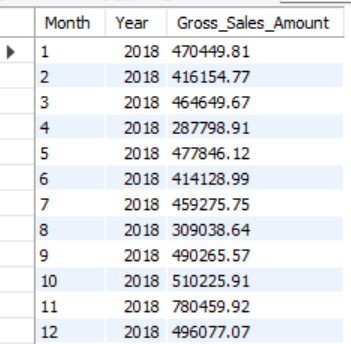 Month Year Gross_Sales_Amount
1 2018 470449.81
2 2018 416154.77
3 2018 464649.67
4 2018 287798.91
5 2018 477846.12
6 2018 414128.99
7 2018 459275.75
8 2018 309038.64
9 2018 490265.57
10 2018 510225.91
11 2018 780459.92
12 2018 496077.07